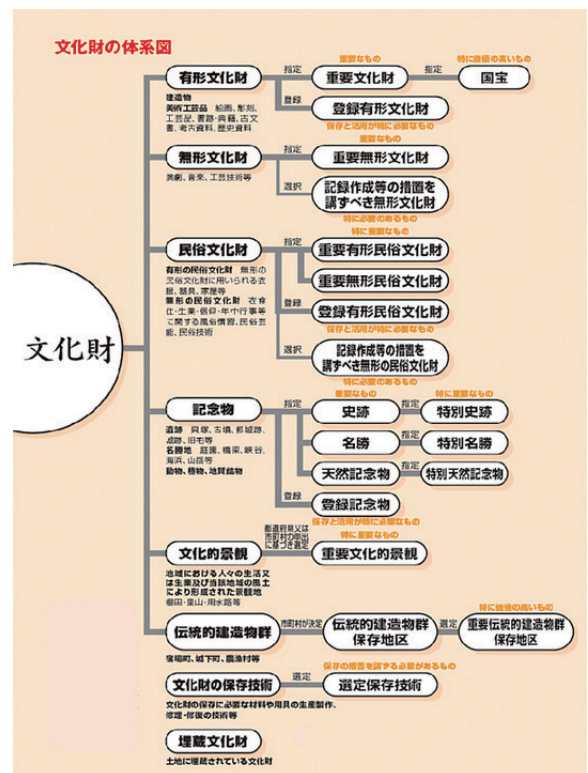 文化財の体系図
文化財
重要なもの
特に価値の高いもの
有形文化財
指定
重要文化財
指定
国宝
建造物
美術工芸品 絵画、彫刻、
工芸品、書跡・典籍、古文
書、考古資料、歴史資料
登録
登録有形文化財
保存と活用が特に必要なもの
重要なもの
無形文化財
指定
重要無形文化財
演劇、音楽、工芸技術等
選択
記録作成等の措置を
講ずべき無形文化財
特に必要のあるもの
特に重要なもの
民俗文化財
指定
重要有形民俗文化財
有形の民俗文化財 無形の
民俗文化財に用いられる衣
服、器具、家屋等
無形の民俗文化財 衣食
住・生業・信仰・年中行事等
に関する風俗慣習、民俗芸
能、民俗技術
重要無形民俗文化財
登録
登録有形民俗文化財
保存と活用が特に必要なもの
選択
記録作成等の措置を
講ずべき無形の民俗文化財
特に必要のあるもの
重要なもの
特に重要なもの
記念物
指定
史跡
指定
特別史跡
遺跡 貝塚、古墳、都城跡、
城跡、旧宅等
名勝地 庭園、橋梁、峡谷、
海浜、山岳等
動物、植物、地質鉱物
名勝
指定
特別名勝
天然記念物
指定
特別天然記念物
登録
登録記念物
保存と活用が特に必要なもの
特に重要なもの
文化的景観
都道府県又は
市町村の申出
に基づき選定
重要文化的景観
地域における人々の生活又
は生業及び当該地域の風土
により形成された景観地
棚田・里山・用水路等
特に価値の高いもの
伝統的建造物群
市町村が決定
伝統的建造物群
保存地区
選定
重要伝統的建造物群
保存地区
宿場町、城下町、農漁村等
保存の措置を講ずる必要があるもの
文化財の保存技術
選定
選定保存技術
文化財の保存に必要な材料や用具の生産製作、
修理・修復の技術等
埋蔵文化財
土地に埋蔵されている文化財